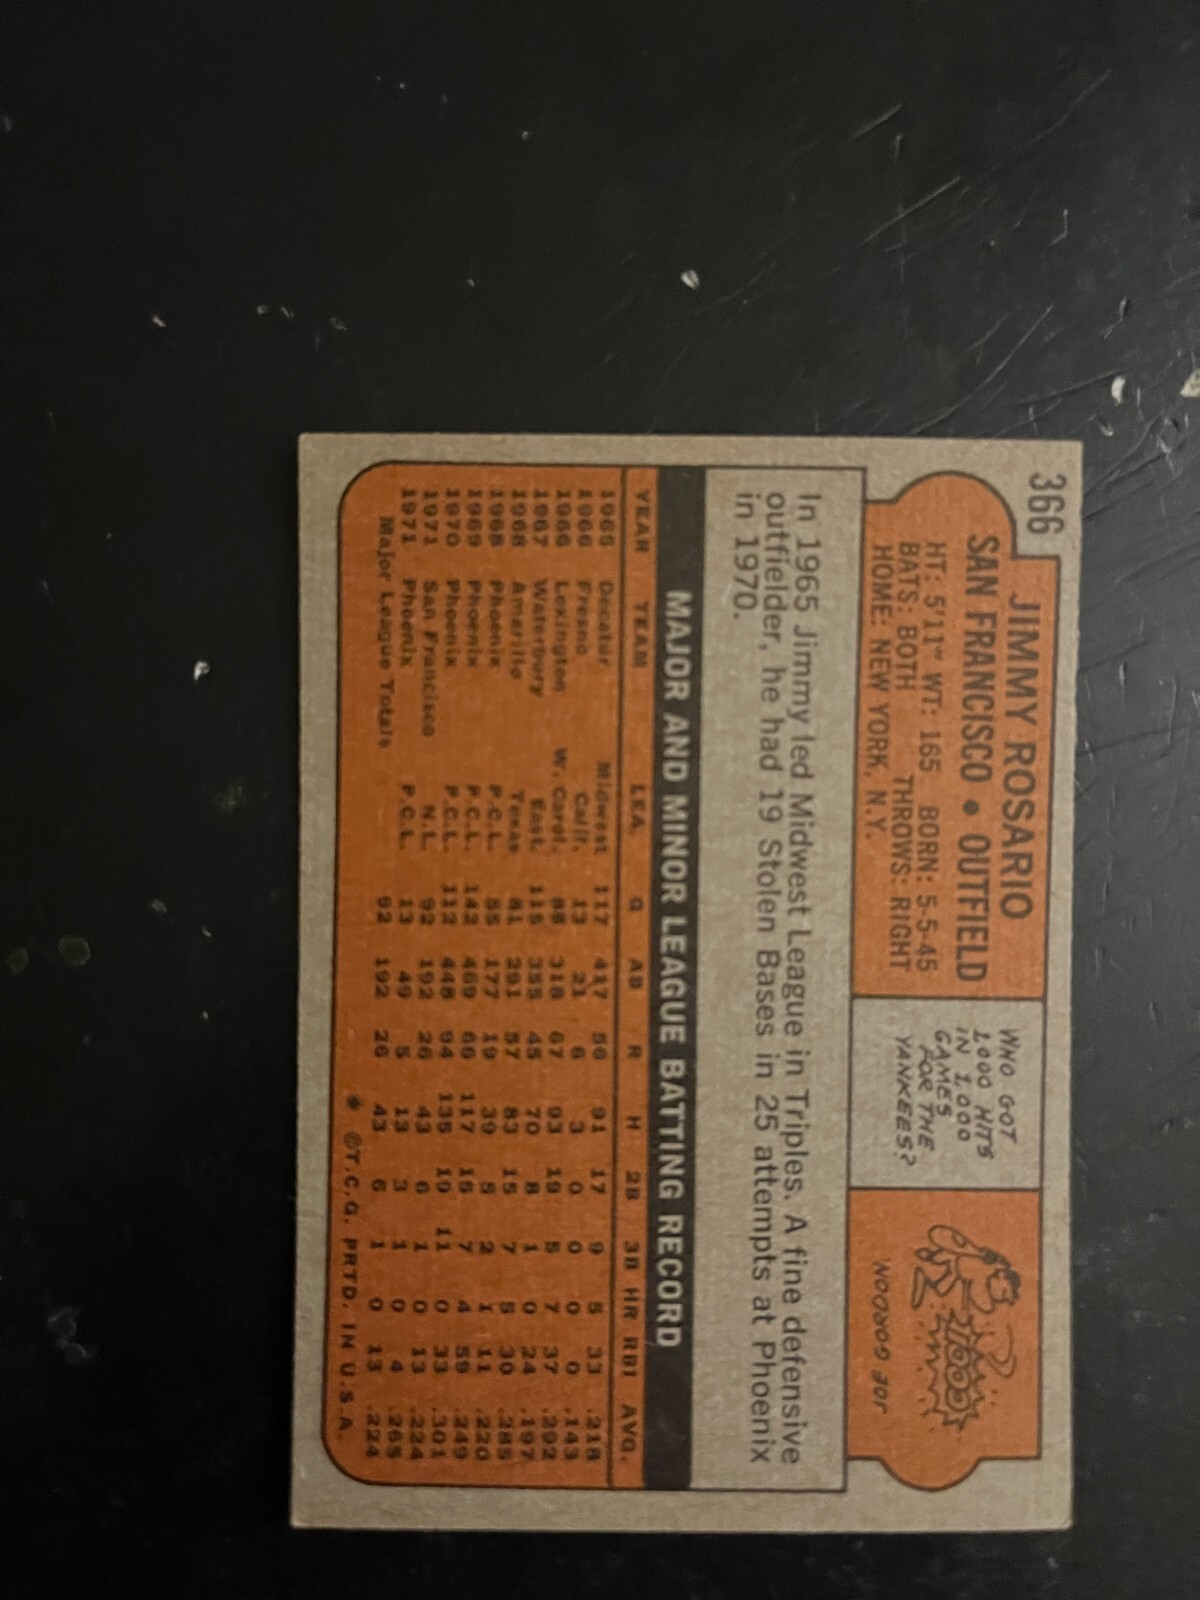 366
JIMMY ROSARIO
SAN FRANCISCO • OUTFIELD
HT: 5'11" WT: 165 BORN: 5-5-45
BATS: BOTH THROWS: RIGHT
HOME: NEW YORK, N.Y.
WHO GOT
1,000 HITS
IN 1,000
GAMES
FOR THE
YANKEES?
1000
JOE GORDON.
In 1965 Jimmy led Midwest League in Triples. A fine defensive
outfielder, he had 19 Stolen Bases in 25 attempts at Phoenix
in 1970.
MAJOR AND MINOR LEAGUE BATTING RECORD
YEAR TEAM LEA. G AB R H 2B 3B HR RBI AVG.
1965 Decatur Midwest 117 417 56 91 17 9 5 33 .218
1966 Fresno Calif. 13 21 6 3 0 0 0 0 .143
1966 Lexington W. Carol. 88 318 67 93 19 5 7 37 .292
1967 Waterbury East. 115 355 45 70 8 1 0 24 .197
1968 Amarillo Texas 81 291 57 83 15 7 5 30 .285
1968 Phoenix P.C.L. 55 177 19 39 5 2 1 11 .220
1969 Phoenix P.C.L. 142 469 66 117 15 7 4 59 .249
1970 Phoenix P.C.L. 112 448 94 135 19 11 0 33 .301
1971 San Francisco N.L. 92 192 26 43 6 1 0 13 .224
1971 Phoenix P.C.L. 13 49 5 13 3 1 0 4 .265
Major League Totals 92 192 26 43 6 1 0 13 .224
* ©T.C.G. PRTD. IN U.S.A.